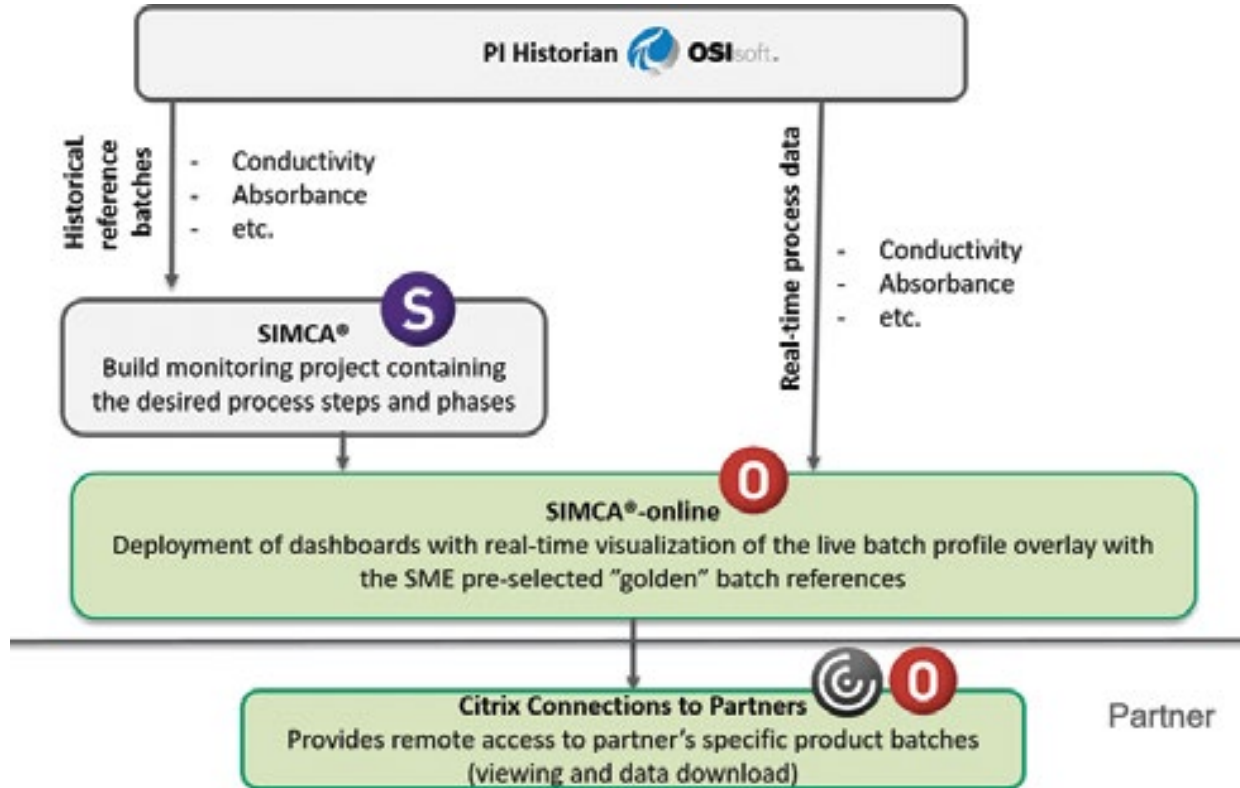 PI Historian OSIsoft.
Historical
reference
batches
- Conductivity
- Absorbance
- etc.
Real-time process data
- Conductivity
- Absorbance
- etc.
S
SIMCA®
Build monitoring project containing
the desired process steps and phases
O
SIMCA®-online
Deployment of dashboards with real-time visualization of the live batch profile overlay with
the SME pre-selected "golden" batch references
O
Citrix Connections to Partners
Provides remote access to partner's specific product batches
(viewing and data download)
Partner